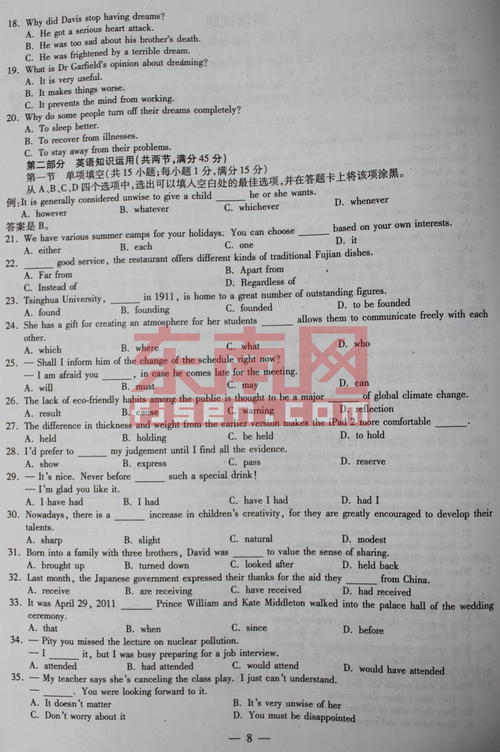 18. Why did Davis stop having dreams?
A. He got a serious heart attack.
B. He was too sad about his brother's death.
C. He was frightened by a terrible dream.
19. What is Dr Garfield's opinion about dreaming?
A. It is very useful.
B. It makes things worse.
C. It prevents the mind from working.
20. Why do some people turn off their dreams completely?
A. To sleep better.
B. To recover from illnesses.
C. To stay away from their problems.
第二部分 英语知识运用(共两节,满分45分)
第一节 单项填空(共15小题;每小题1分,满分15分)
从A、B、C、D四个选项中,选出可以填入空白处的最佳选项,并在答题卡上将该项涂黑。
例:It is generally considered unwise to give a child ______ he or she wants.
A. however B. whatever C. whichever D. whenever
答案是B。
21. We have various summer camps for your holidays. You can choose ______ based on your own interests.
A. either B. each C. one D. it
22. ______ good service, the restaurant offers different kinds of traditional Fujian dishes.
A. Far from B. Apart from
C. Instead of D. Regardless of
23. Tsinghua University, ______ in 1911, is home to a great number of outstanding figures.
A. found B. founding C. founded D. to be founded
24. She has a gift for creating an atmosphere for her students ______ allows them to communicate freely with each
other.
A. which B. where C. what D. who
25. — Shall I inform him of the change of the schedule right now?
— I am afraid you ______, in case he comes late for the meeting.
A. will B. must C. may D. can
26. The lack of eco-friendly habits among the public is thought to be a major ______ of global climate change.
A. result B. cause C. warning D. reflection
27. The difference in thickness and weight from the earlier version makes the iPad 2 more comfortable ______.
A. held B. holding C. be held D. to hold
28. I'd prefer to ______ my judgement until I find all the evidence.
A. show B. express C. pass D. reserve
29. — It's nice. Never before ______ such a special drink!
— I'm glad you like it.
A. I have had B. I had C. have I had D. had I
30. Nowadays, there is a ______ increase in children's creativity, for they are greatly encouraged to develop their
talents.
A. sharp B. slight C. natural D. modest
31. Born into a family with three brothers, David was ______ to value the sense of sharing.
A. brought up B. turned down C. looked after D. held back
32. Last month, the Japanese government expressed their thanks for the aid they ______ from China.
A. receive B. are receiving C. have received D. had received
33. It was April 29, 2011 ______ Prince William and Kate Middleton walked into the palace hall of the wedding
ceremony.
A. that B. when C. since D. before
34. — Pity you missed the lecture on nuclear pollution.
— I ______ it, but I was busy preparing for a job interview.
A. attended B. had attended C. would attend D. would have attended
35. — My teacher says she's canceling the class play. I just can't understand.
— ______. You were looking forward to it.
A. It doesn't matter B. It's very unwise of her
C. Don't worry about it D. You must be disappointed
— 8 —
东南网